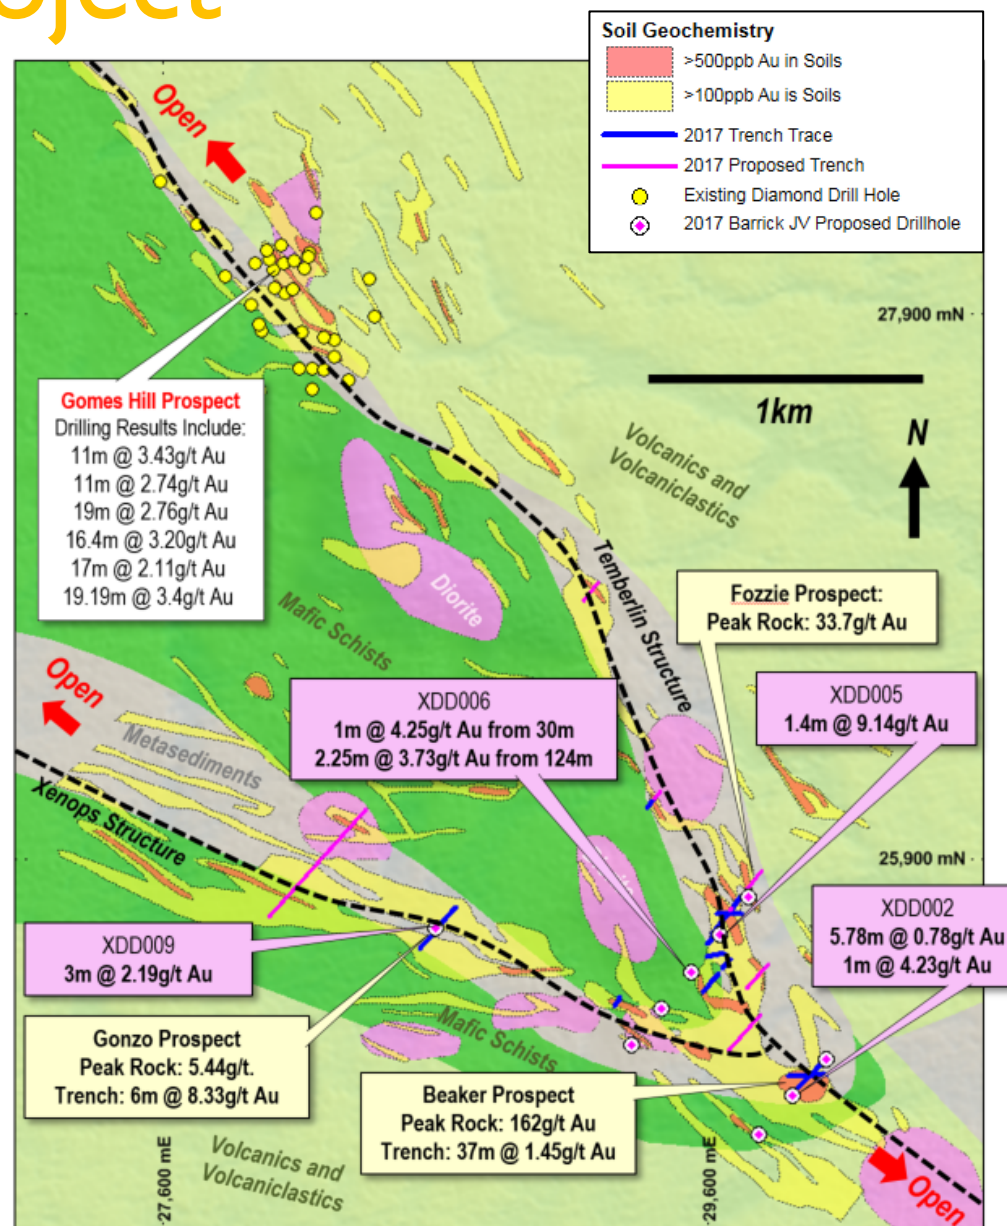 oject
Soil Geochemistry
>500ppb Au in Soils
>100ppb Au is Soils
2017 Trench Trace
2017 Proposed Trench
Existing Diamond Drill Hole
2017 Barrick JV Proposed Drillhole
Open
27,900 mN
1km
N
Gomes Hill Prospect
Drilling Results Include:
11m @ 3.43g/t Au
11m @ 2.74g/t Au
19m @ 2.76g/t Au
16.4m @ 3.20g/t Au
17m @ 2.11g/t Au
19.19m @ 3.4g/t Au
Volcanics and
Volcaniclastics
Temberlin Structure
Diorite
Mafic Schists
Fozzie Prospect:
Peak Rock: 33.7g/t Au
Open
Metasediments
Xenops Structure
XDD006
1m @ 4.25g/t Au from 30m
2.25m @ 3.73g/t Au from 124m
XDD005
1.4m @ 9.14g/t Au
25,900 mN
XDD002
5.78m @ 0.78g/t Au
1m @ 4.23g/t Au
XDD009
3m @ 2.19g/t Au
Gonzo Prospect
Peak Rock: 5.44g/t.
Trench: 6m @ 8.33g/t Au
Mafic Schists
Beaker Prospect
Peak Rock: 162g/t Au
Trench: 37m @ 1.45g/t Au
Volcanics and
Volcaniclastics
27,600 mE
29,600 mE
Open